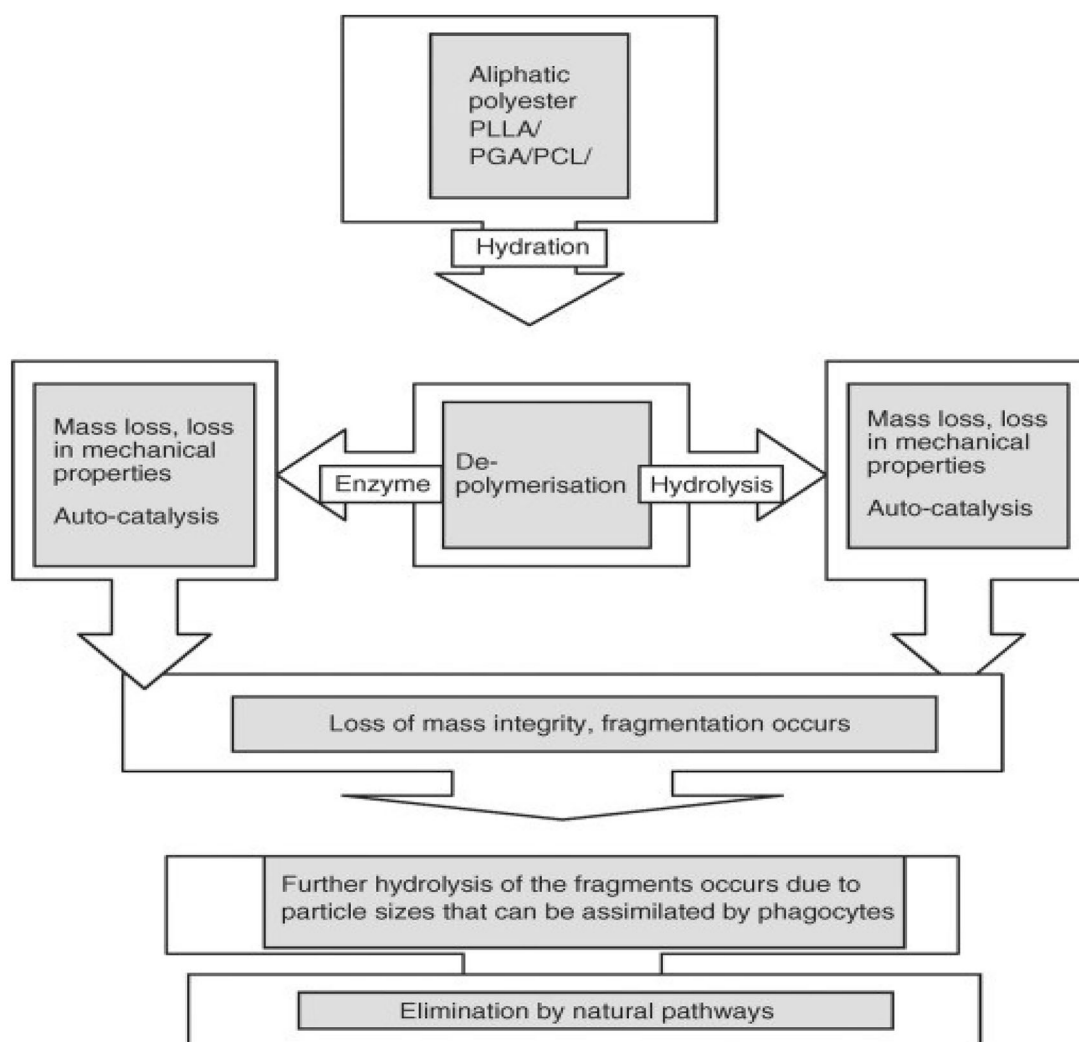 Aliphatic
polyester
PLLA/
PGA/PCL/
Hydration
Mass loss, loss
in mechanical
properties
Auto-catalysis
Enzyme
De-
polymerisation
Hydrolysis
Mass loss, loss
in mechanical
properties
Auto-catalysis
Loss of mass integrity, fragmentation occurs
Further hydrolysis of the fragments occurs due to
particle sizes that can be assimilated by phagocytes
Elimination by natural pathways